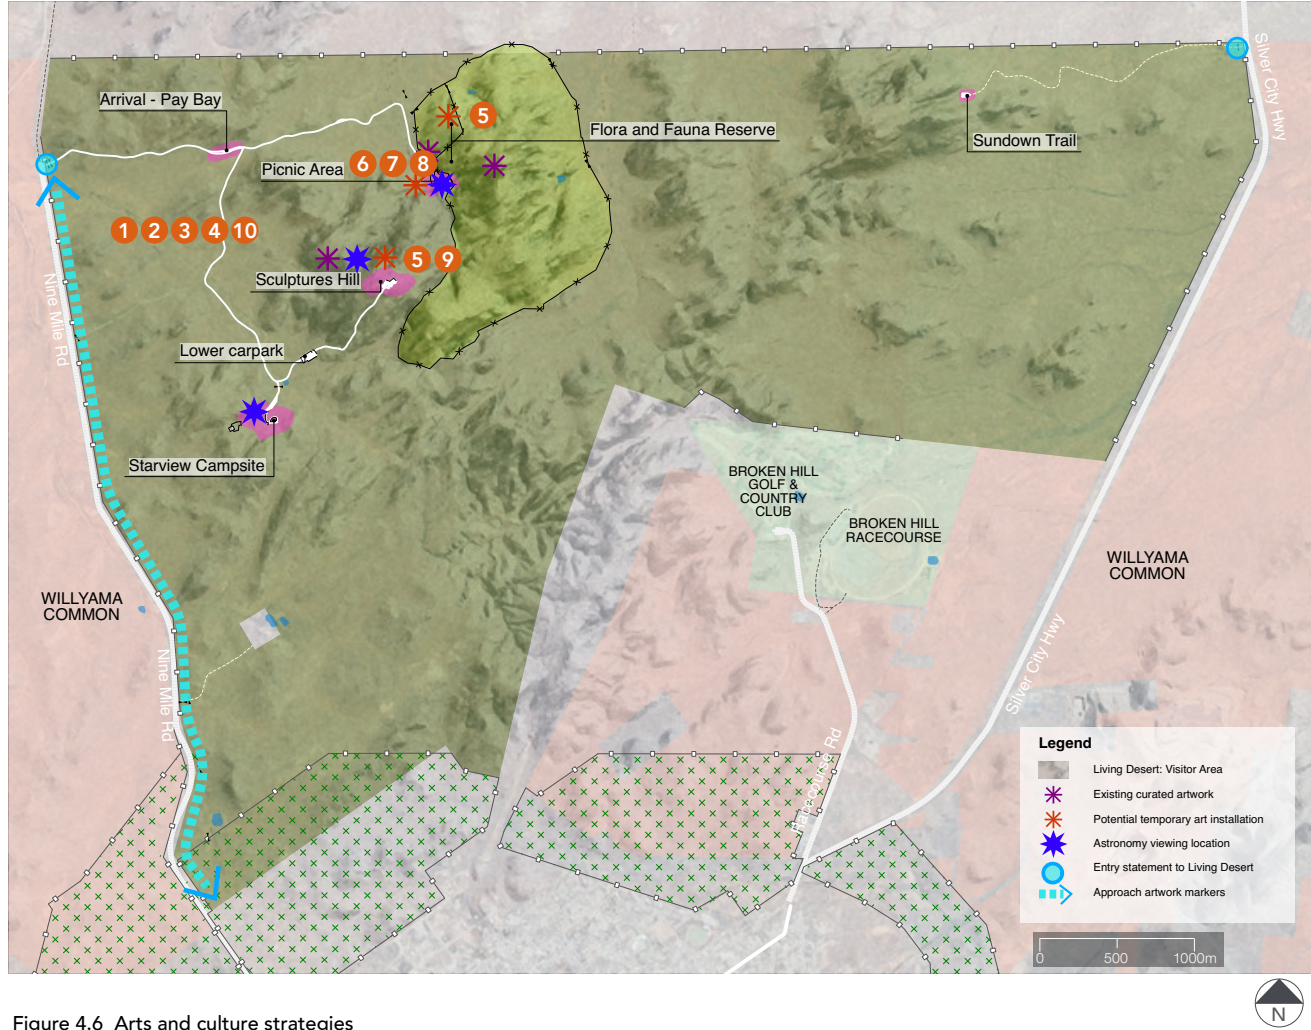 Silver City Hwy
Arrival - Pay Bay
5
Flora and Fauna Reserve
Sundown Trail
Picnic Area
6 7 8
1 2 3 4 10
5 9
Sculptures Hill
Nine Mile Rd
Lower carpark
Starview Campsite
BROKEN HILL
GOLF &
COUNTRY
CLUB
BROKEN HILL
RACECOURSE
WILLYAMA
COMMON
WILLYAMA
COMMON
Nine Mile Rd
Silver City Hwy
Racecourse Rd
Legend
Living Desert: Visitor Area
Existing curated artwork
Potential temporary art installation
Astronomy viewing location
Entry statement to Living Desert
Approach artwork markers
0 500 1000m
N
Figure 4.6 Arts and culture strategies